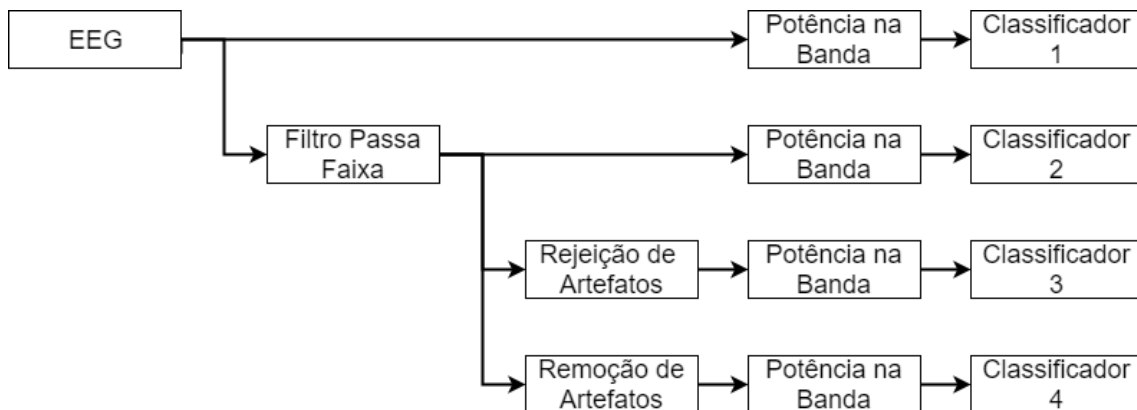 EEG
Potência na
Banda
Classificador
1
Filtro Passa
Faixa
Potência na
Banda
Classificador
2
Rejeição de
Artefatos
Potência na
Banda
Classificador
3
Remoção de
Artefatos
Potência na
Banda
Classificador
4